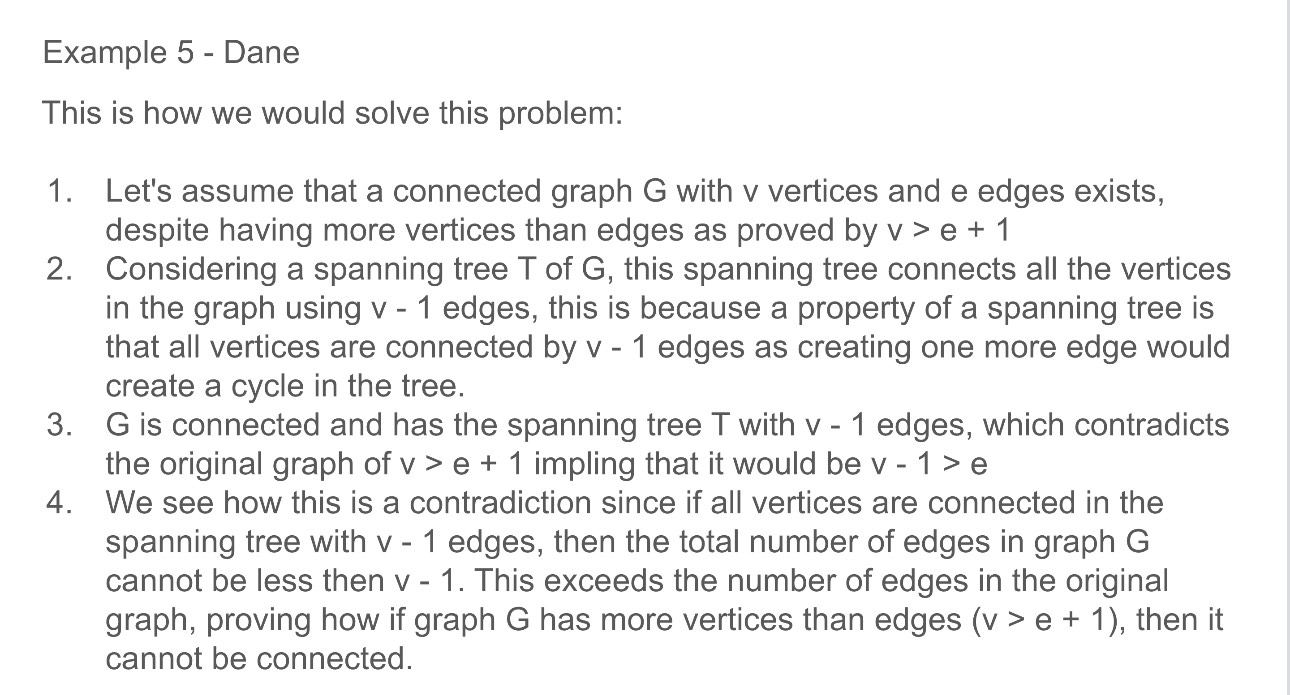 Example 5 - Dane
This is how we would solve this problem:
1. Let's assume that a connected graph G with v vertices and e edges exists,
despite having more vertices than edges as proved by v > e + 1
2. Considering a spanning tree T of G, this spanning tree connects all the vertices
in the graph using v - 1 edges, this is because a property of a spanning tree is
that all vertices are connected by v - 1 edges as creating one more edge would
create a cycle in the tree.
3. G is connected and has the spanning tree T with v - 1 edges, which contradicts
the original graph of v > e + 1 impling that it would be v - 1 > e
4. We see how this is a contradiction since if all vertices are connected in the
spanning tree with v - 1 edges, then the total number of edges in graph G
cannot be less then v - 1. This exceeds the number of edges in the original
graph, proving how if graph G has more vertices than edges (v > e + 1), then it
cannot be connected.